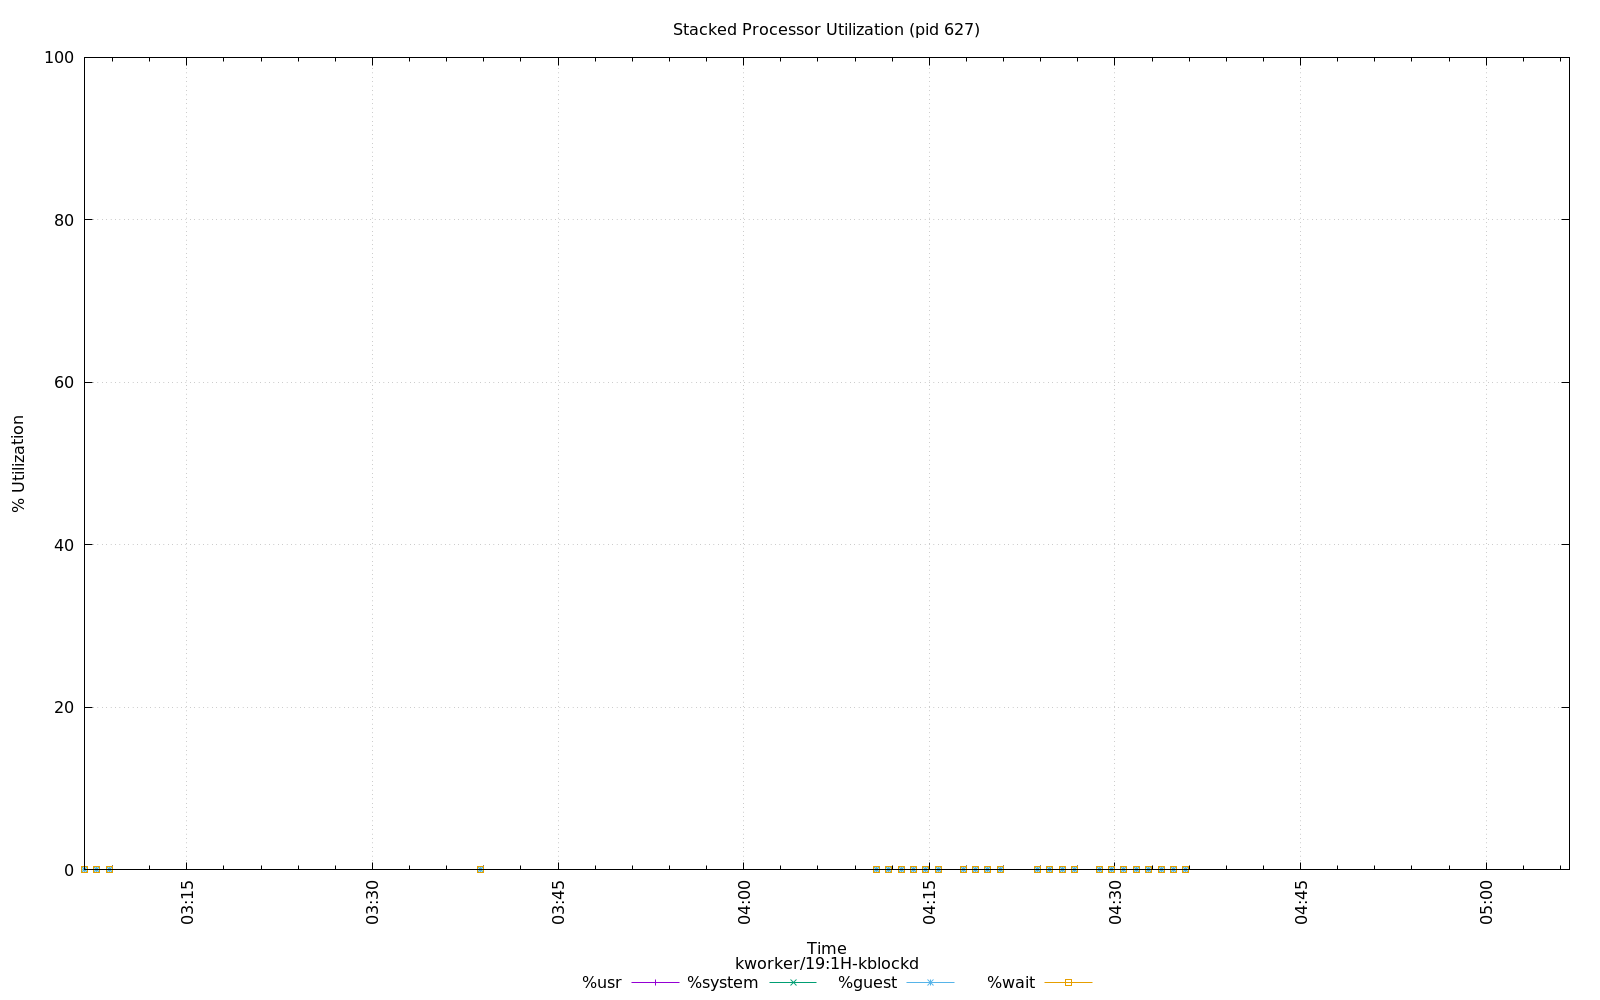 Stacked Processor Utilization (pid 627)
100
80
60
40
20
0
% Utilization
03:15
03:30
03:45
04:00
04:15
04:30
04:45
05:00
Time
kworker/19:1H-kblockd
%usr %system %guest %wait